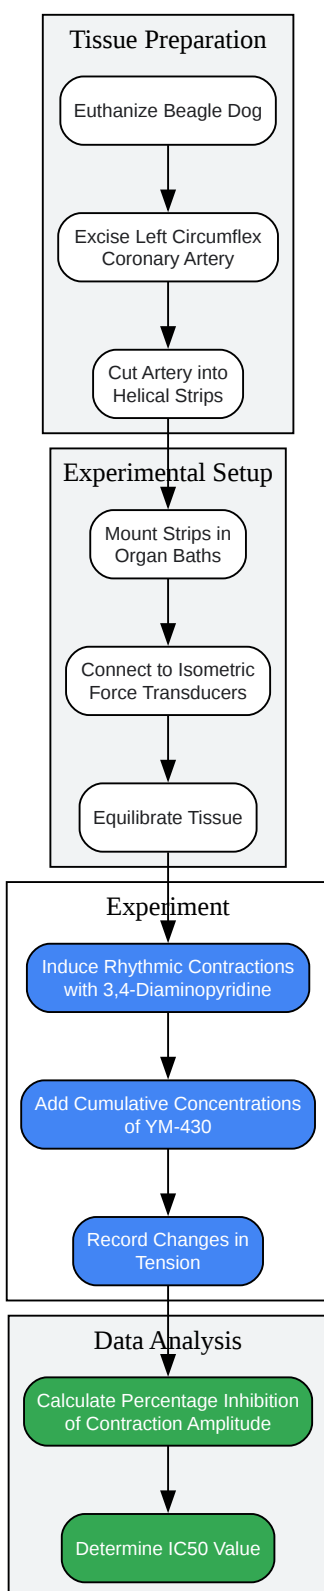 Tissue Preparation
Euthanize Beagle Dog
Excise Left Circumflex
Coronary Artery
Cut Artery into
Helical Strips
Experimental Setup
Mount Strips in
Organ Baths
Connect to Isometric
Force Transducers
Equilibrate Tissue
Experiment
Induce Rhythmic Contractions
with 3,4-Diaminopyridine
Add Cumulative Concentrations
of YM-430
Record Changes in
Tension
Data Analysis
Calculate Percentage Inhibition
of Contraction Amplitude
Determine IC50 Value